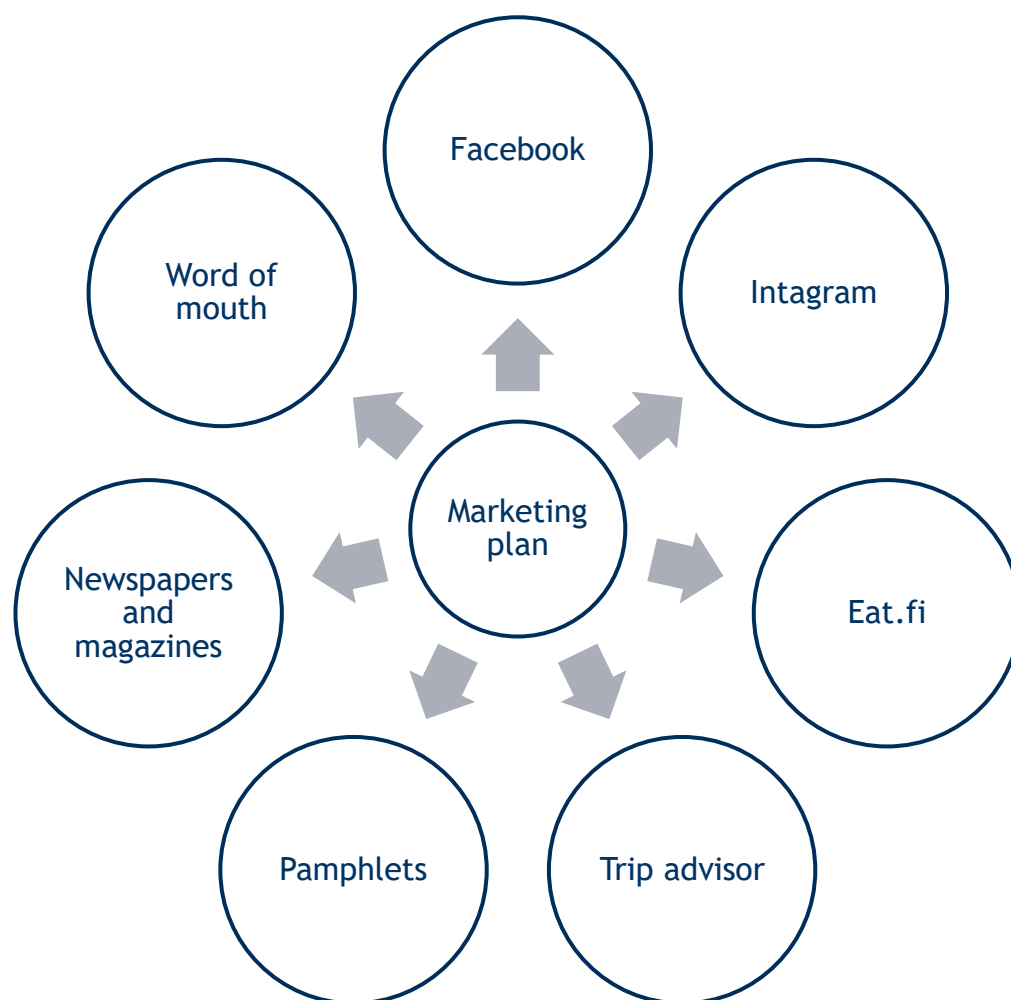 Facebook
Word of
mouth
Intagram
Marketing
plan
Newspapers
and
magazines
Eat.fi
Pamphlets
Trip advisor